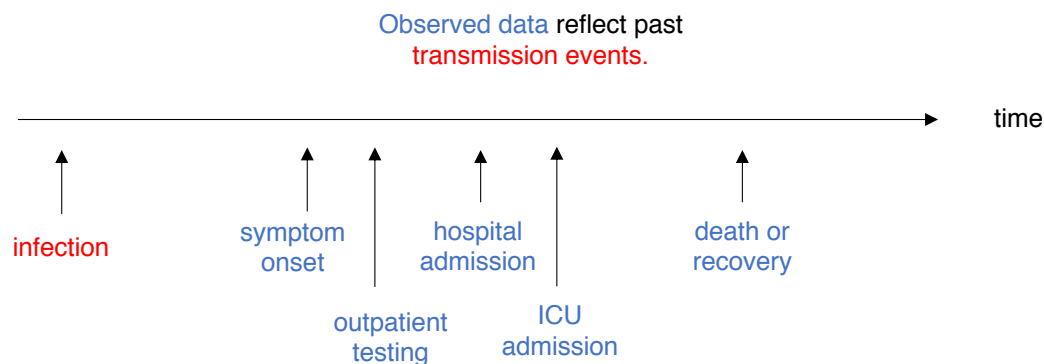 Observed data reflect past
transmission events.
time
infection
symptom
onset
outpatient
testing
hospital
admission
ICU
admission
death or
recovery